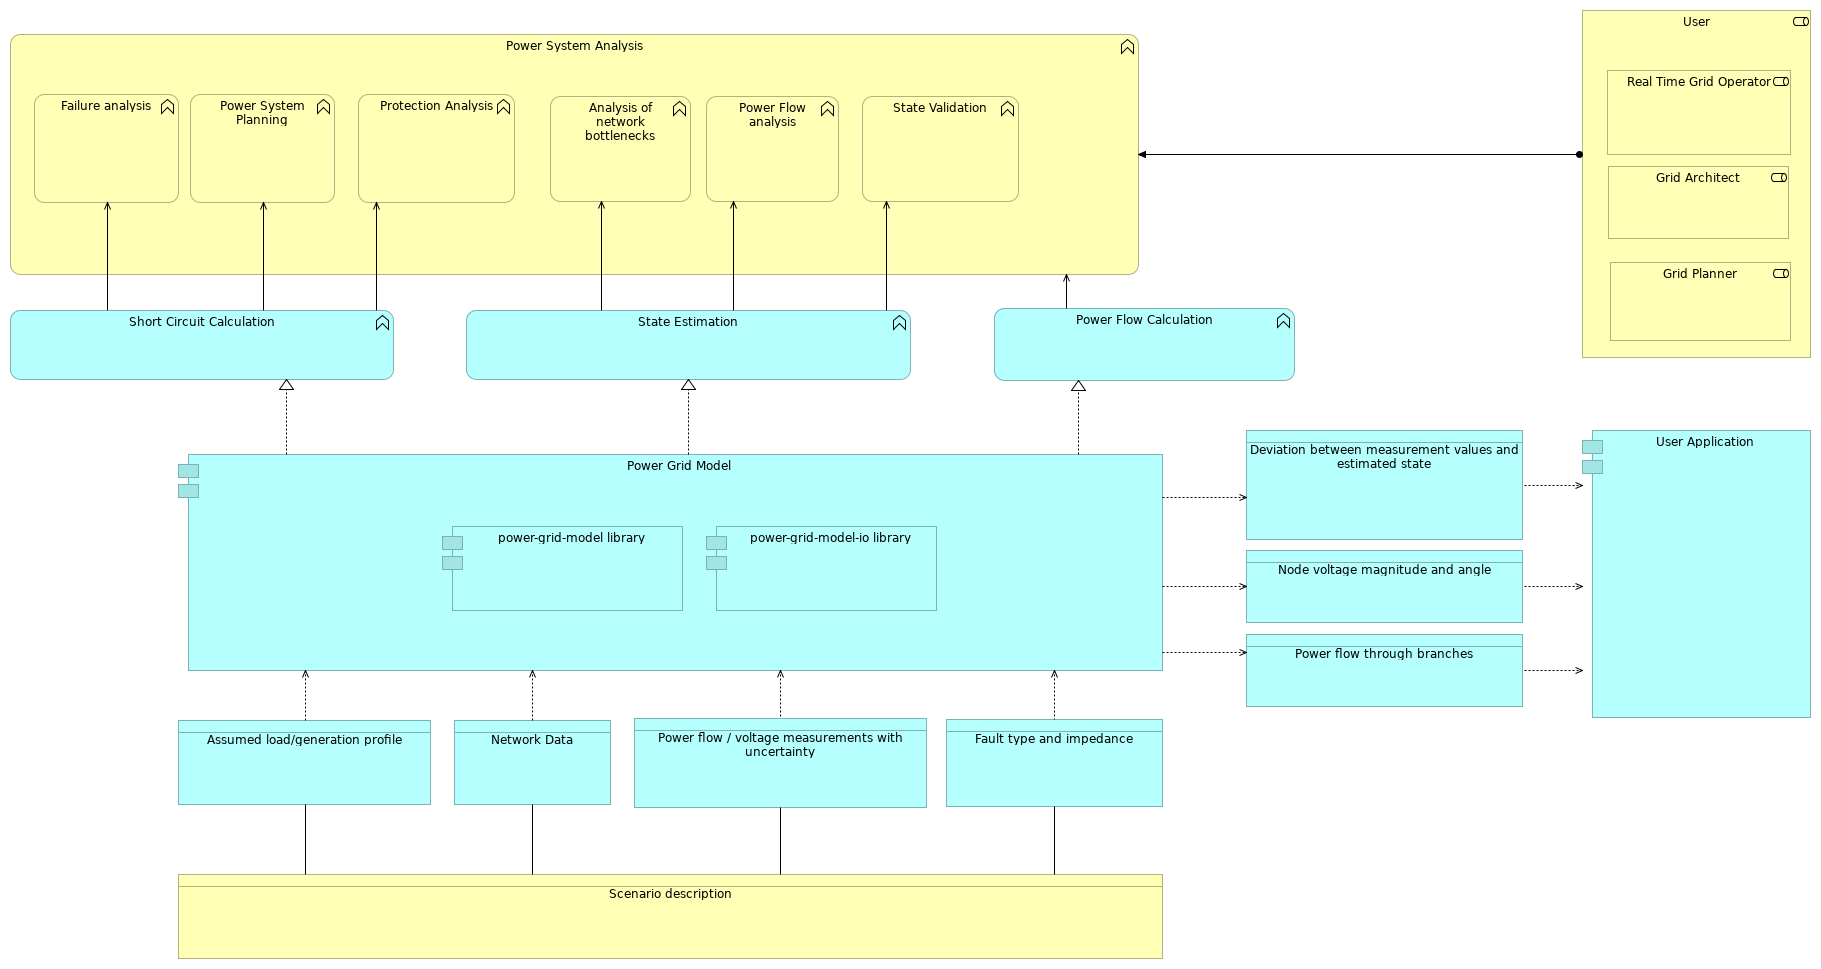 Power System Analysis
User
Failure analysis
Power System
Planning
Protection Analysis
Analysis of
network
bottlenecks
Power Flow
analysis
State Validation
Real Time Grid Operator
Grid Architect
Grid Planner
Short Circuit Calculation
State Estimation
Power Flow Calculation
Power Grid Model
power-grid-model library
power-grid-model-io library
Deviation between measurement values and
estimated state
Node voltage magnitude and angle
Power flow through branches
User Application
Assumed load/generation profile
Network Data
Power flow / voltage measurements with
uncertainty
Fault type and impedance
Scenario description